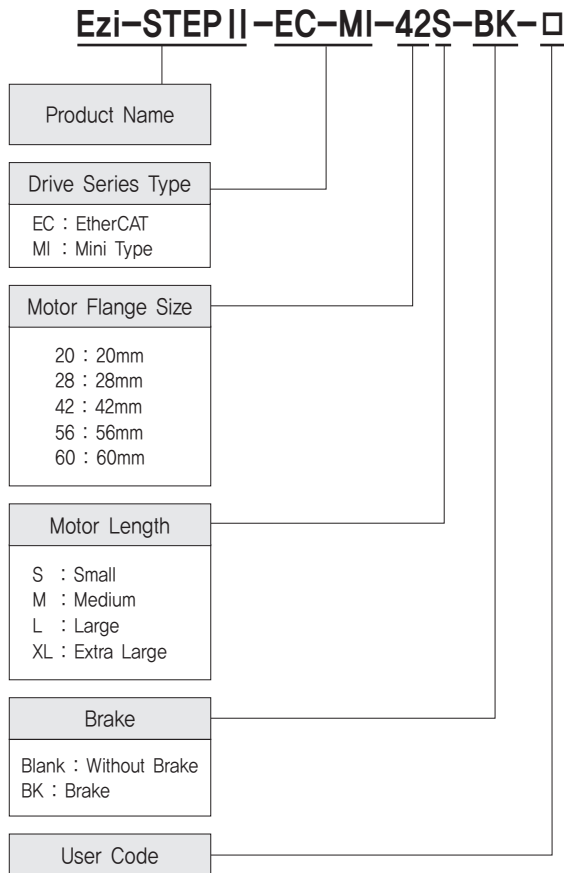 Ezi-STEPⅡ-EC-MI-42S-BK-□
Product Name
Drive Series Type
EC : EtherCAT
MI : Mini Type
Motor Flange Size
20 : 20mm
28 : 28mm
42 : 42mm
56 : 56mm
60 : 60mm
Motor Length
S : Small
M : Medium
L : Large
XL : Extra Large
Brake
Blank : Without Brake
BK : Brake
User Code